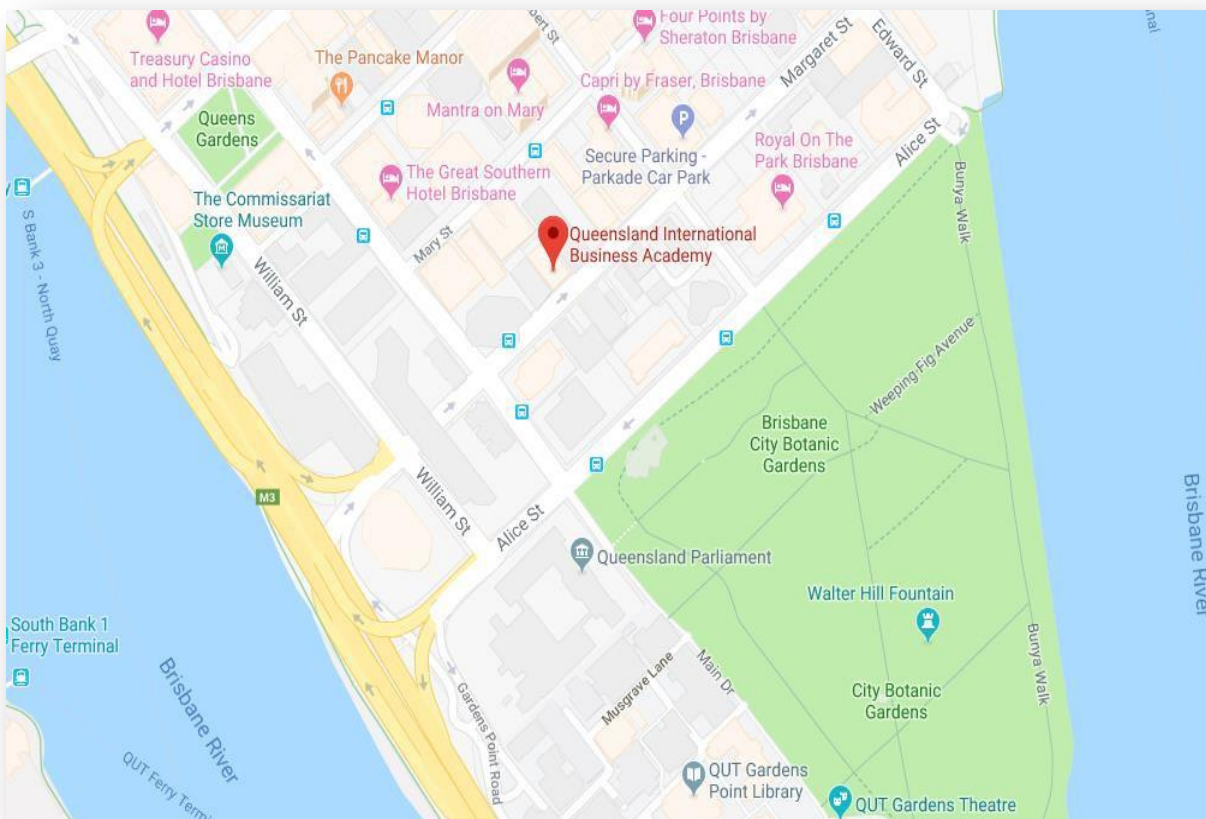 Four Points by
Sheraton Brisbane
Treasury Casino
and Hotel Brisbane
The Pancake Manor
Margaret St
Edward St
Capri by Fraser, Brisbane
Mantra on Mary
Queens
Gardens
P
Secure Parking -
Parkade Car Park
Royal On The
Park Brisbane
Alice St
Bunya Walk
The Great Southern
Hotel Brisbane
The Commissariat
Store Museum
Mary St
Queensland International
Business Academy
S Bank 3 - North Quay
William St
Weeping Fig Avenue
Brisbane
City Botanic
Gardens
M3
William St
Alice St
Queensland Parliament
Brisbane River
Walter Hill Fountain
South Bank 1
Ferry Terminal
Brisbane River
Bunya Walk
Main Dr
Musgrave Lane
City Botanic
Gardens
Gardens Point Road
QUT Ferry
QUT Gardens
Point Library
QUT Gardens Theatre